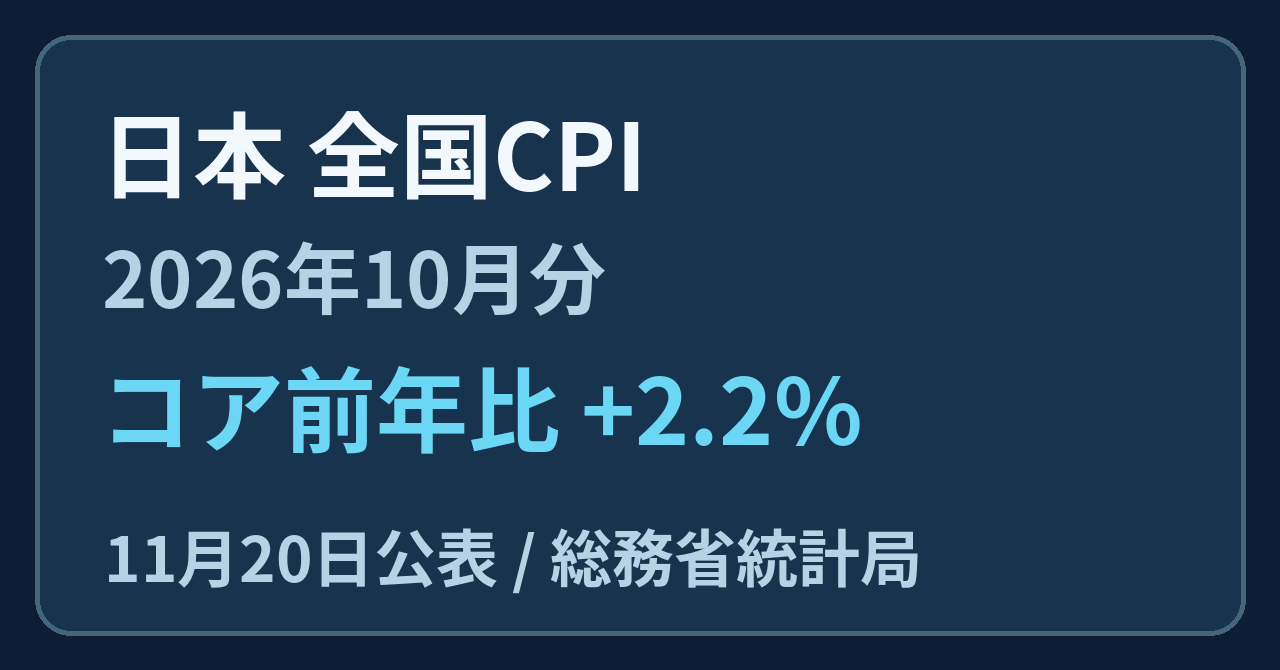 日本 全国CPI
2026年10月分
コア前年比 +2.2%
11月20日公表 / 総務省統計局